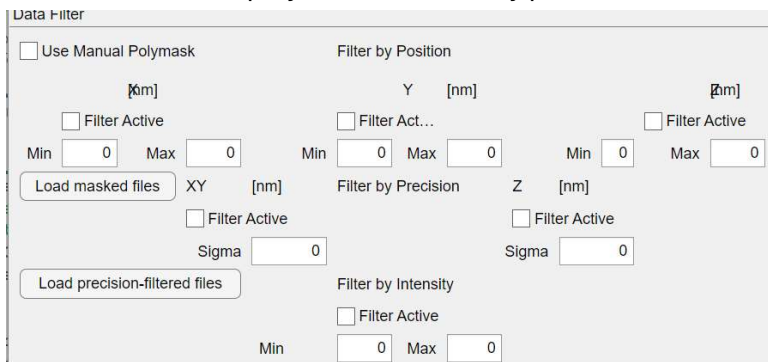 Data Filter
Use Manual Polymask Filter by Position
X [nm] Y [nm] Z [nm]
Filter Active Filter Act... Filter Active
Min 0 Max 0 Min 0 Max 0 Min 0 Max 0
Load masked files XY [nm] Filter by Precision Z [nm]
Filter Active Filter Active
Sigma 0 Sigma 0
Load precision-filtered files Filter by Intensity
Filter Active
Min 0 Max 0